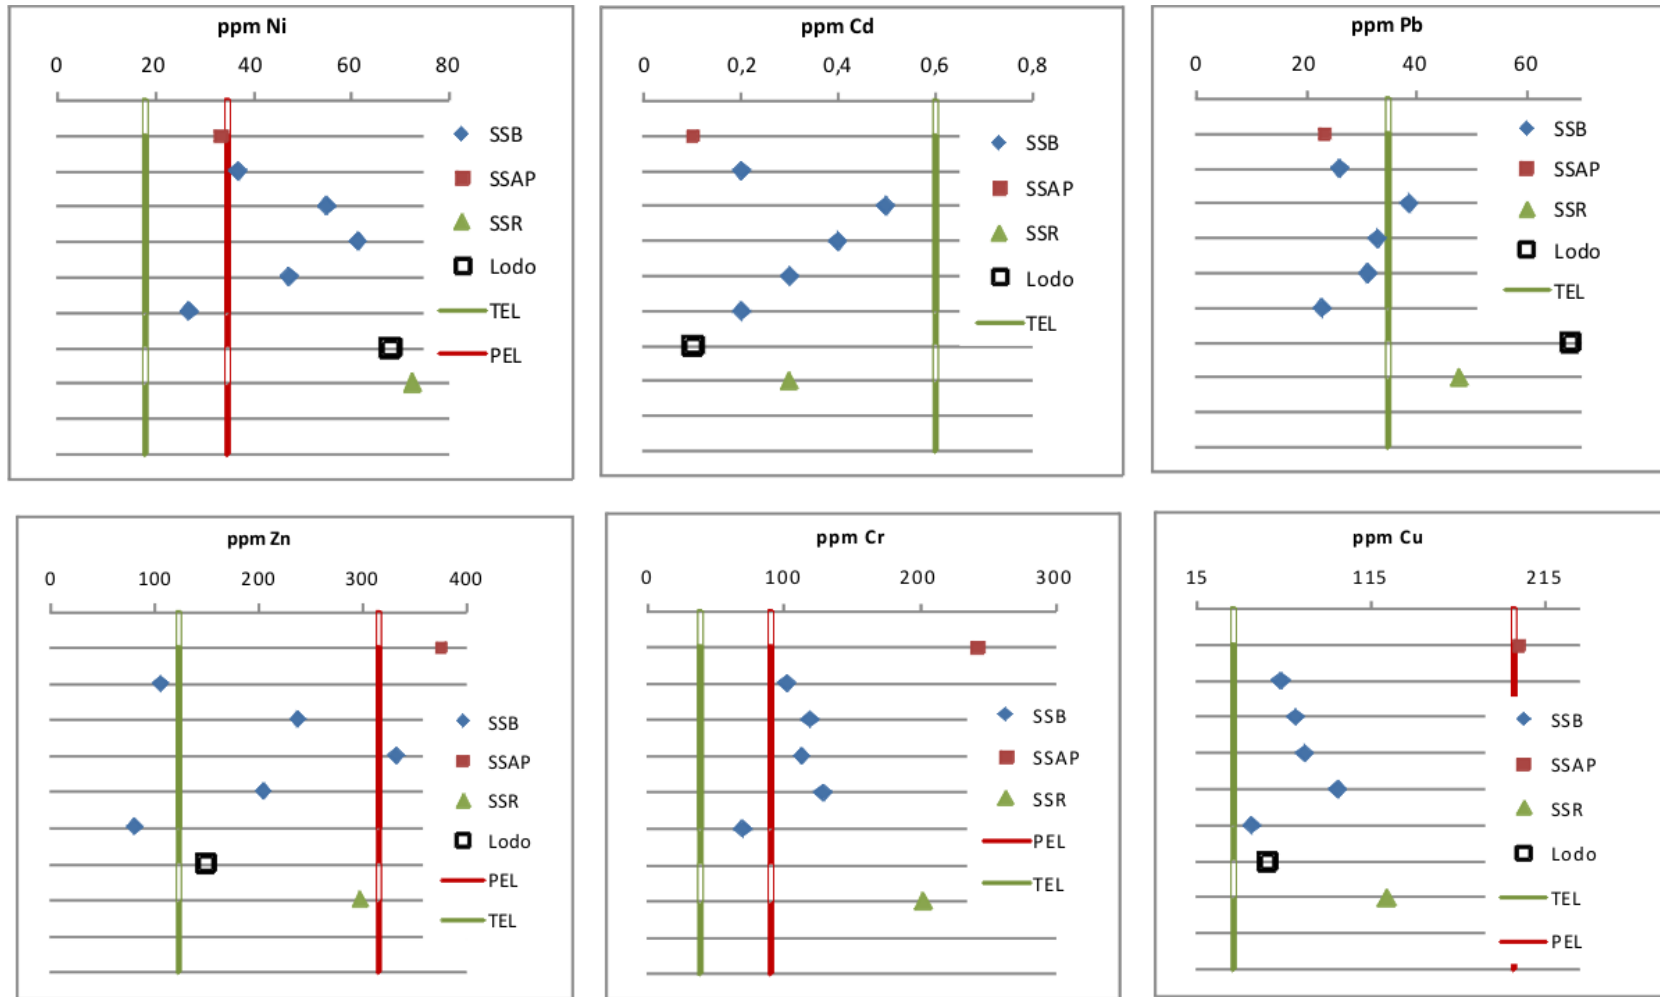 ppm Ni
0 20 40 60 80
SSB
SSAP
SSR
Lodo
TEL
PEL
ppm Cd
0 0,2 0,4 0,6 0,8
SSB
SSAP
SSR
Lodo
TEL
ppm Pb
0 20 40 60
SSB
SSAP
SSR
Lodo
TEL
ppm Zn
0 100 200 300 400
SSB
SSAP
SSR
Lodo
PEL
TEL
ppm Cr
0 100 200 300
SSB
SSAP
SSR
PEL
TEL
ppm Cu
15 115 215
SSB
SSAP
SSR
Lodo
TEL
PEL